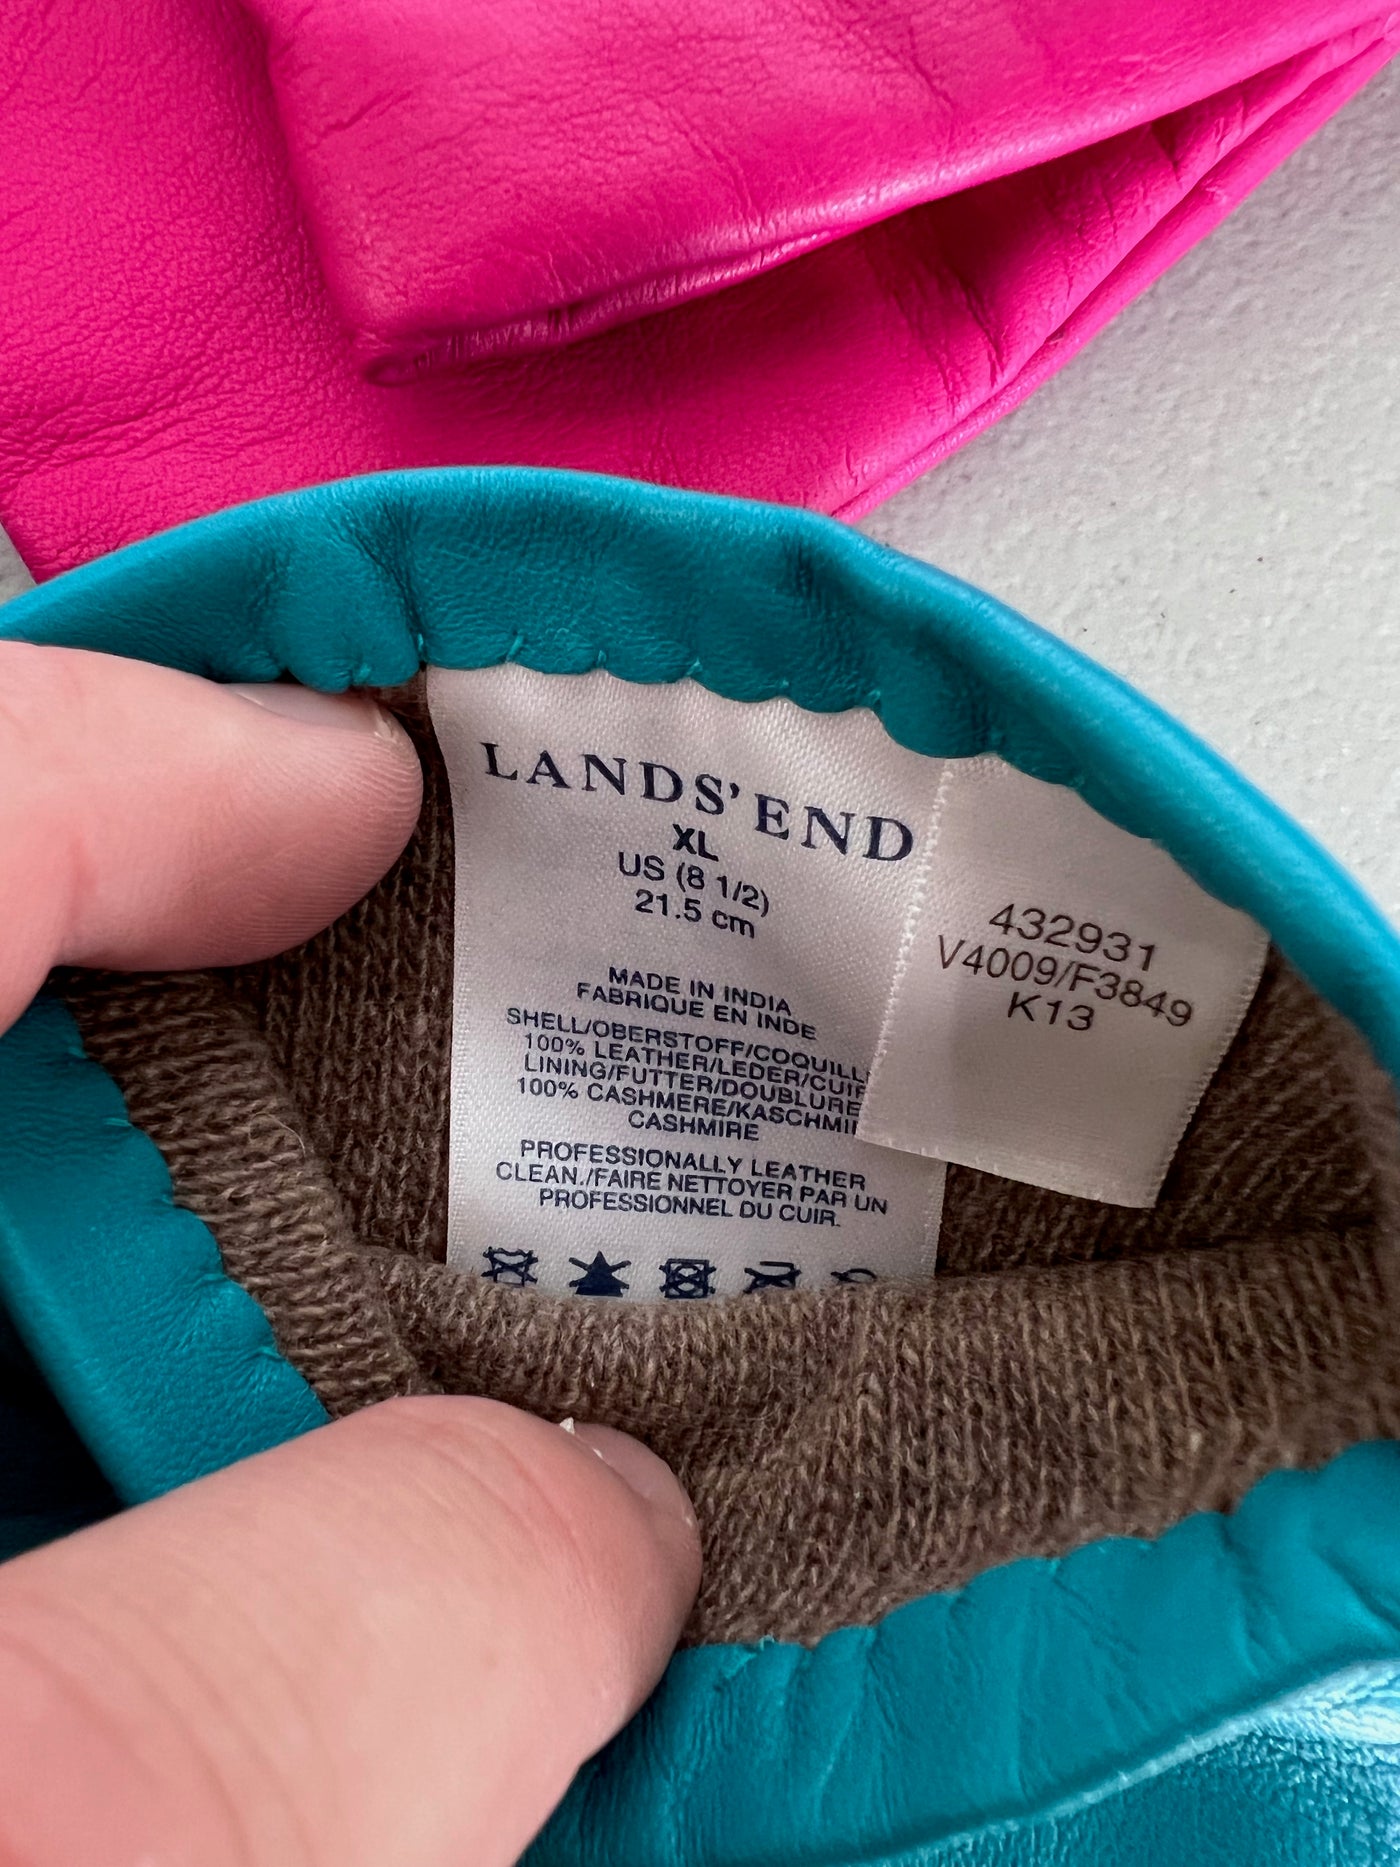 LANDS' END
XL
US (8 1/2)
21.5 cm
MADE IN INDIA
FABRIQUE EN INDE
SHELL/OBERSTOFF/COQUILL
100% LEATHER/LEDER/CUIR
LINING/FUTTER/DOUBLURE
100% CASHMERE/KASCHMI
CASHMIRE
PROFESSIONALLY LEATHER
CLEAN./FAIRE NETTOYER PAR UN
PROFESSIONNEL DU CUIR.
432931
V4009/F3849
K13